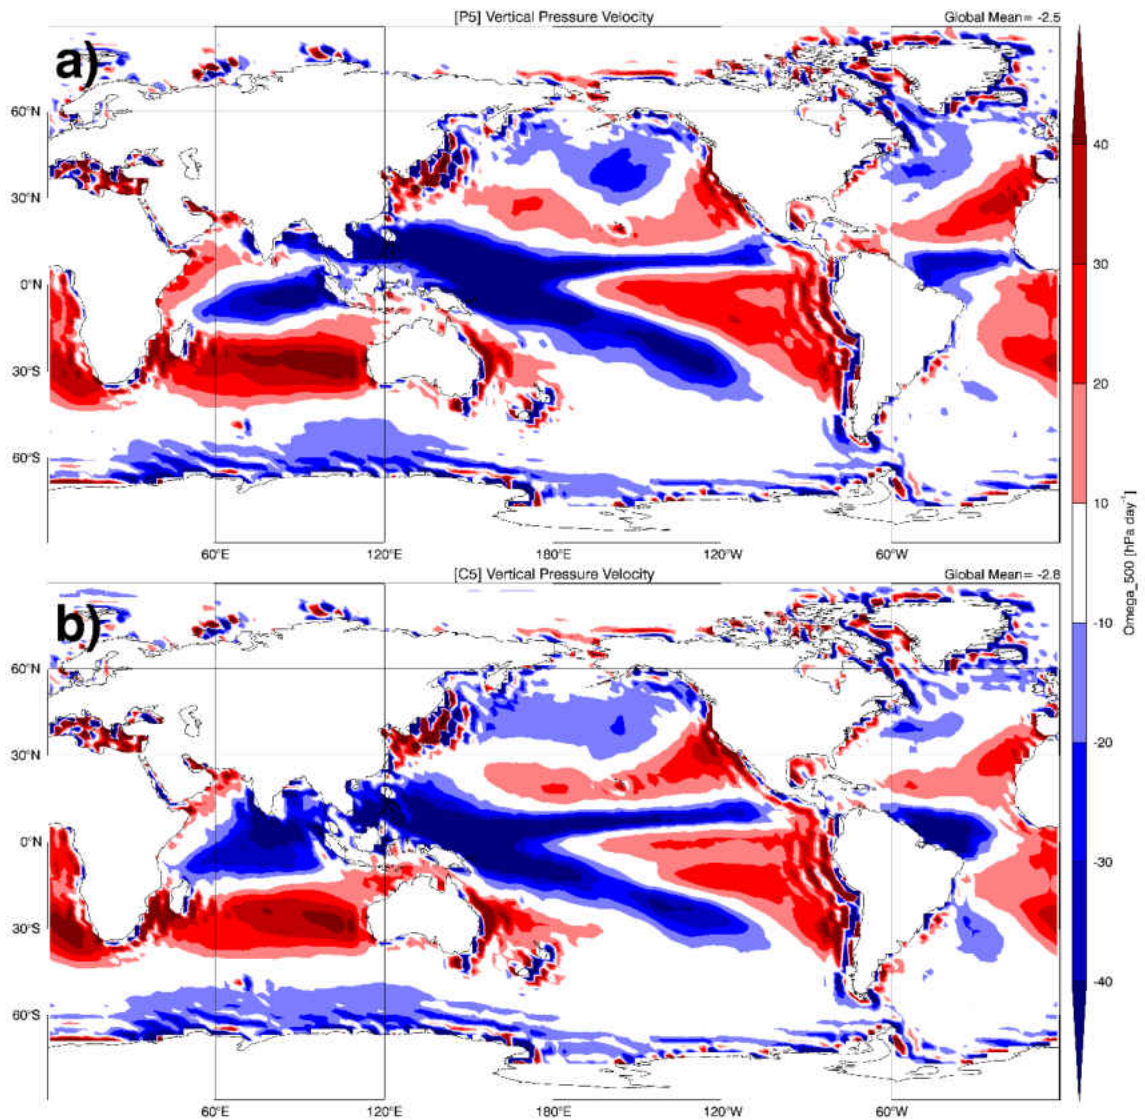 [P5] Vertical Pressure Velocity
Global Mean= -2.5
a)
60°N
30°N
0°N
30°S
60°S
60°E
120°E
180°W
120°W
60°W
[C5] Vertical Pressure Velocity
Global Mean= -2.8
b)
60°N
30°N
0°N
30°S
60°S
60°E
120°E
180°W
120°W
60°W
40
30
20
10
-10
-20
-30
-40
Omega_500 [hPa day⁻¹]